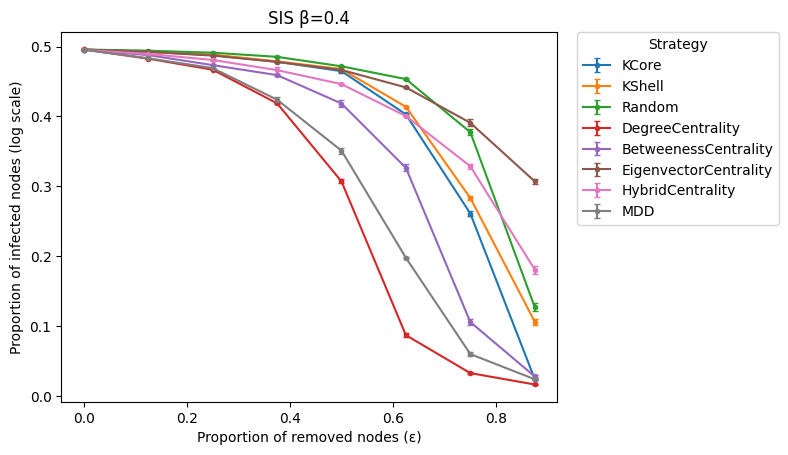 SIS β=0.4
Proportion of infected nodes (log scale)
0.5
0.4
0.3
0.2
0.1
0.0
0.0 0.2 0.4 0.6 0.8
Proportion of removed nodes (ε)
Strategy
KCore
KShell
Random
DegreeCentrality
BetweenessCentrality
EigenvectorCentrality
HybridCentrality
MDD